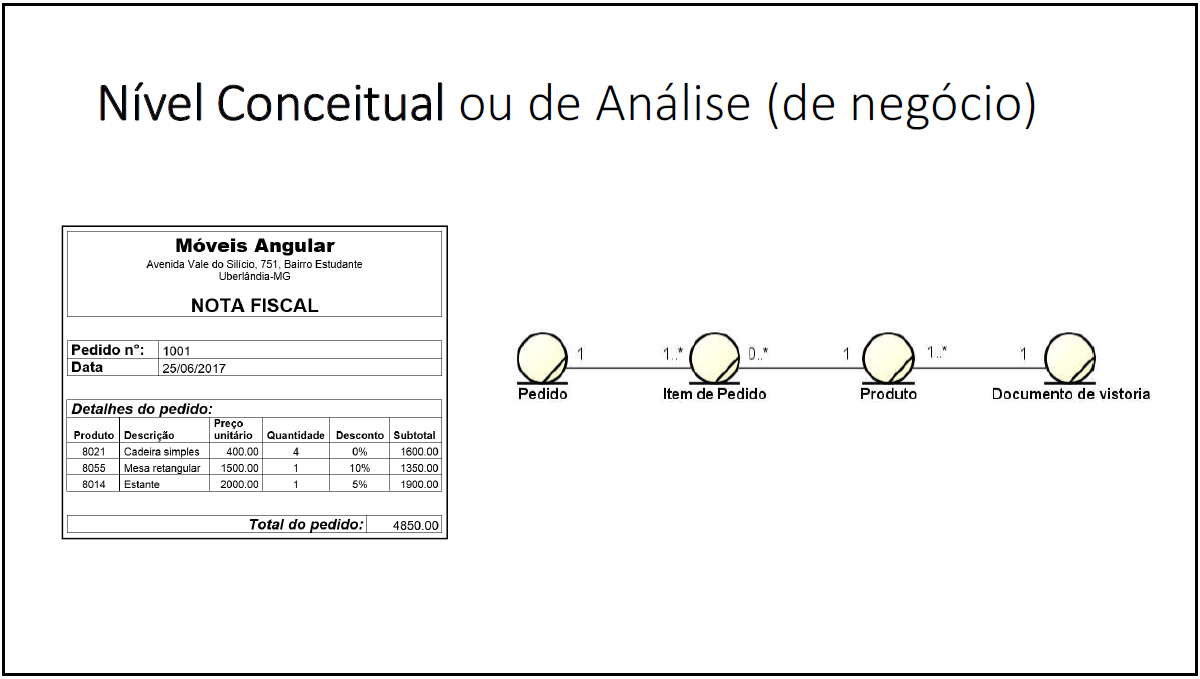 Nível Conceitual ou de Análise (de negócio)
Móveis Angular
Avenida Vale do Silício, 751, Bairro Estudante
Uberlândia-MG
NOTA FISCAL
Pedido n°: 1001
Data 25/06/2017
Detalhes do pedido:
Produto Descrição Preço unitário Quantidade Desconto Subtotal
8021 Cadeira simples 400.00 4 0% 1600.00
8055 Mesa retangular 1500.00 1 10% 1350.00
8014 Estante 2000.00 1 5% 1900.00
Total do pedido: 4850.00
1 1..* 0..* 1 1..* 1
Pedido Item de Pedido Produto Documento de vistoria